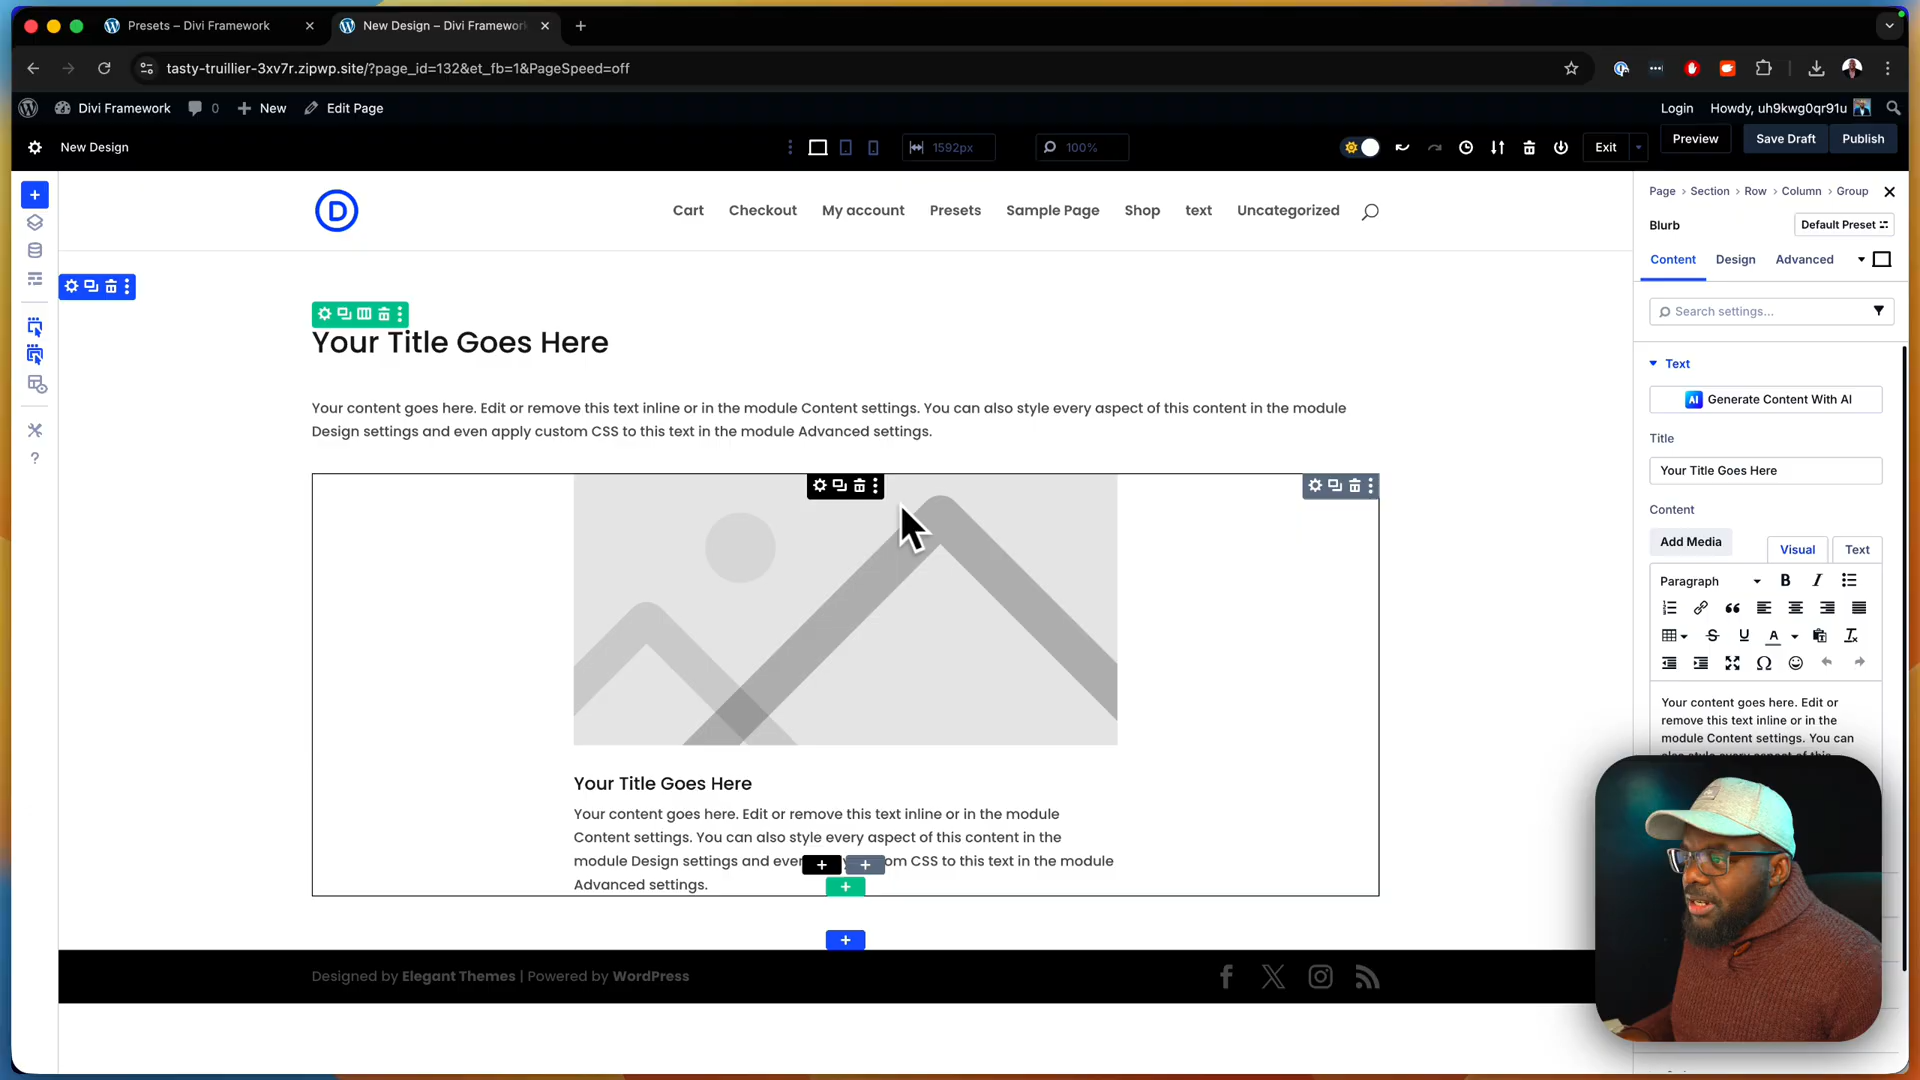 Presets – Divi Framework
New Design – Divi Framework
tasty-truillier-3xv7r.zipwp.site/?page_id=132&et_fb=1&PageSpeed=off
Divi Framework
0
New
Edit Page
Login
Howdy, uh9kwg0qr91u
New Design
1592px
100%
Exit
Preview
Save Draft
Publish
D
Cart
Checkout
My account
Presets
Sample Page
Shop
text
Uncategorized
Your Title Goes Here
Your content goes here. Edit or remove this text inline or in the module Content settings. You can also style every aspect of this content in the module
Design settings and even apply custom CSS to this text in the module Advanced settings.
Your Title Goes Here
Your content goes here. Edit or remove this text inline or in the module
Content settings. You can also style every aspect of this content in the
module Design settings and even CSS to this text in the module
Advanced settings.
Designed by Elegant Themes | Powered by WordPress
Page > Section > Row > Column > Group
Blurb
Default Preset
Content
Design
Advanced
Search settings...
Text
AI Generate Content With AI
Title
Your Title Goes Here
Content
Add Media
Visual
Text
Paragraph
Your content goes here. Edit or
remove this text inline or in the
module Content settings. You can
also style every aspect of this